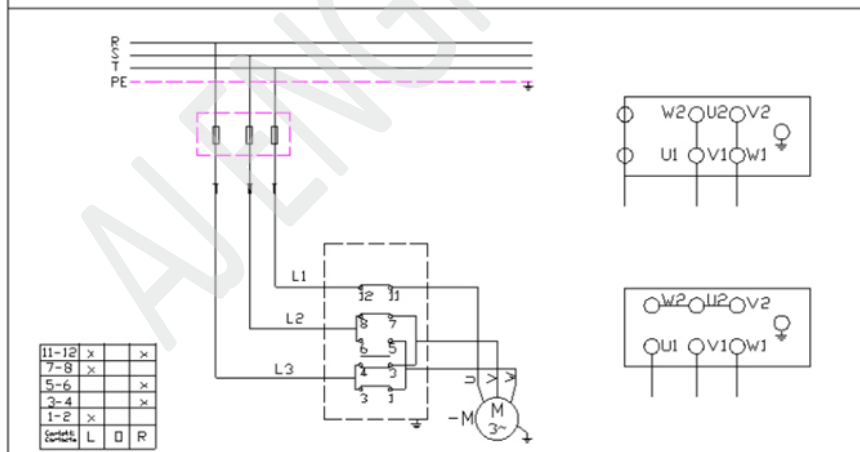 AJ ENGI
R
S
T
PE
L1
L2
L3
12 11
8 7
6 5
4 3
3 1
U V W
-M
M
3~
W2 U2 V2
U1 V1 W1
W2 U2 V2
U1 V1 W1
11-12 x x
7-8 x
5-6 x
3-4 x
1-2 x
L 0 R